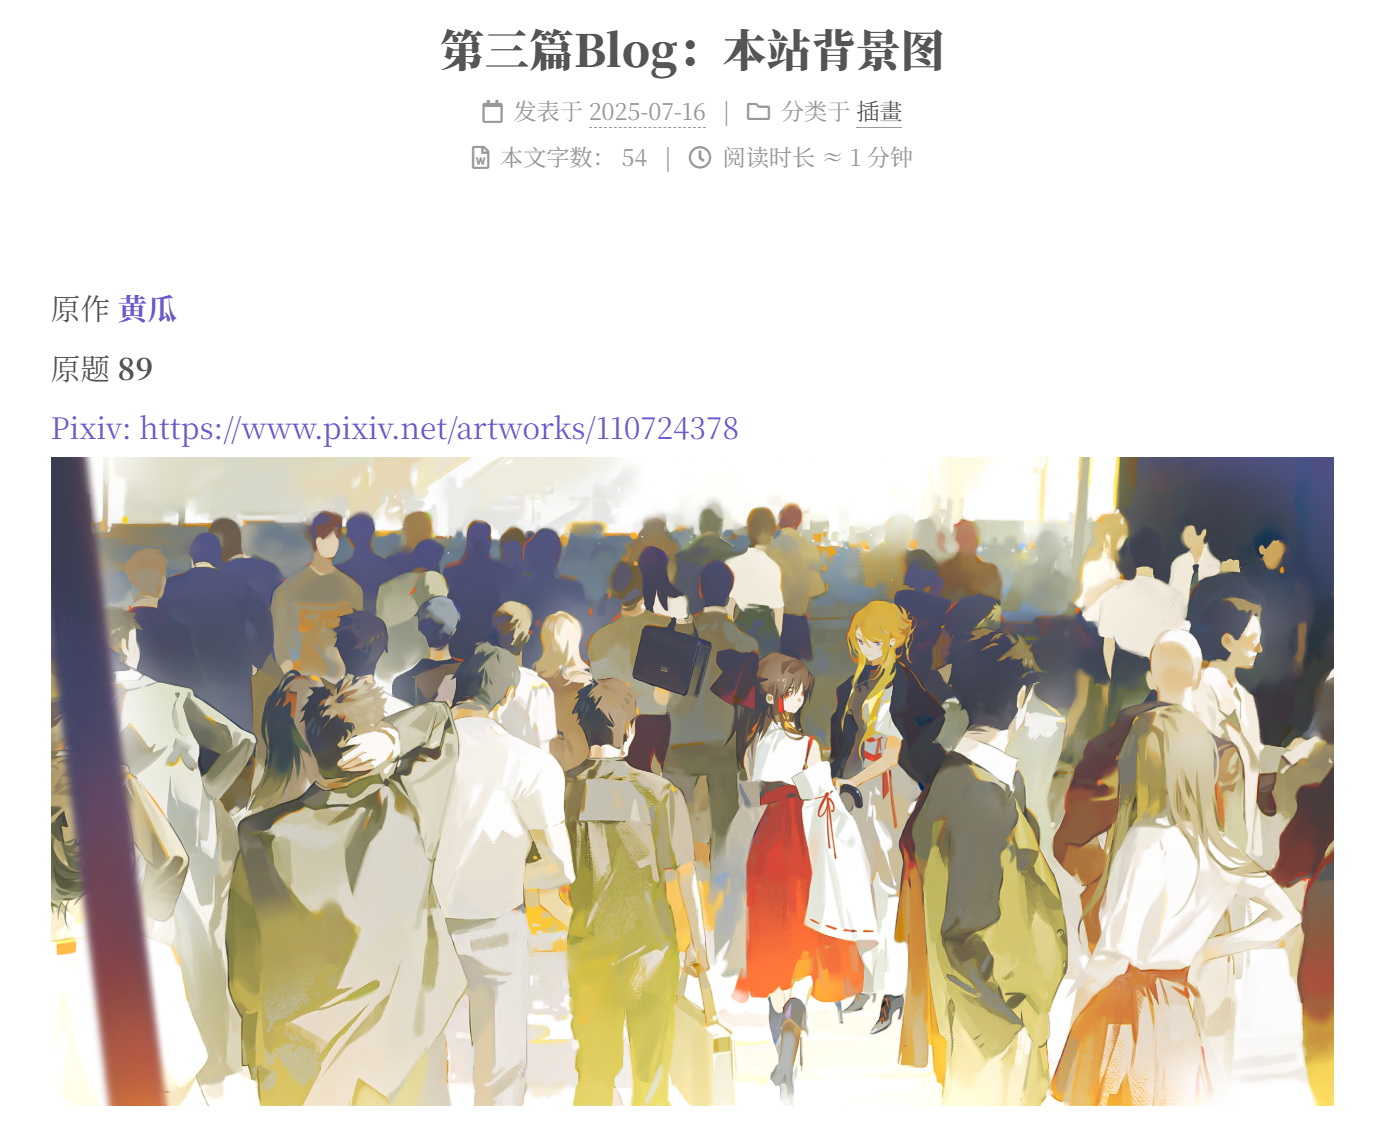 第三篇Blog：本站背景图
发表于 2025-07-16 | 分类于 插畫
本文字数： 54 | 阅读时长 ≈ 1 分钟
原作 黄瓜
原题 89
Pixiv: https://www.pixiv.net/artworks/110724378